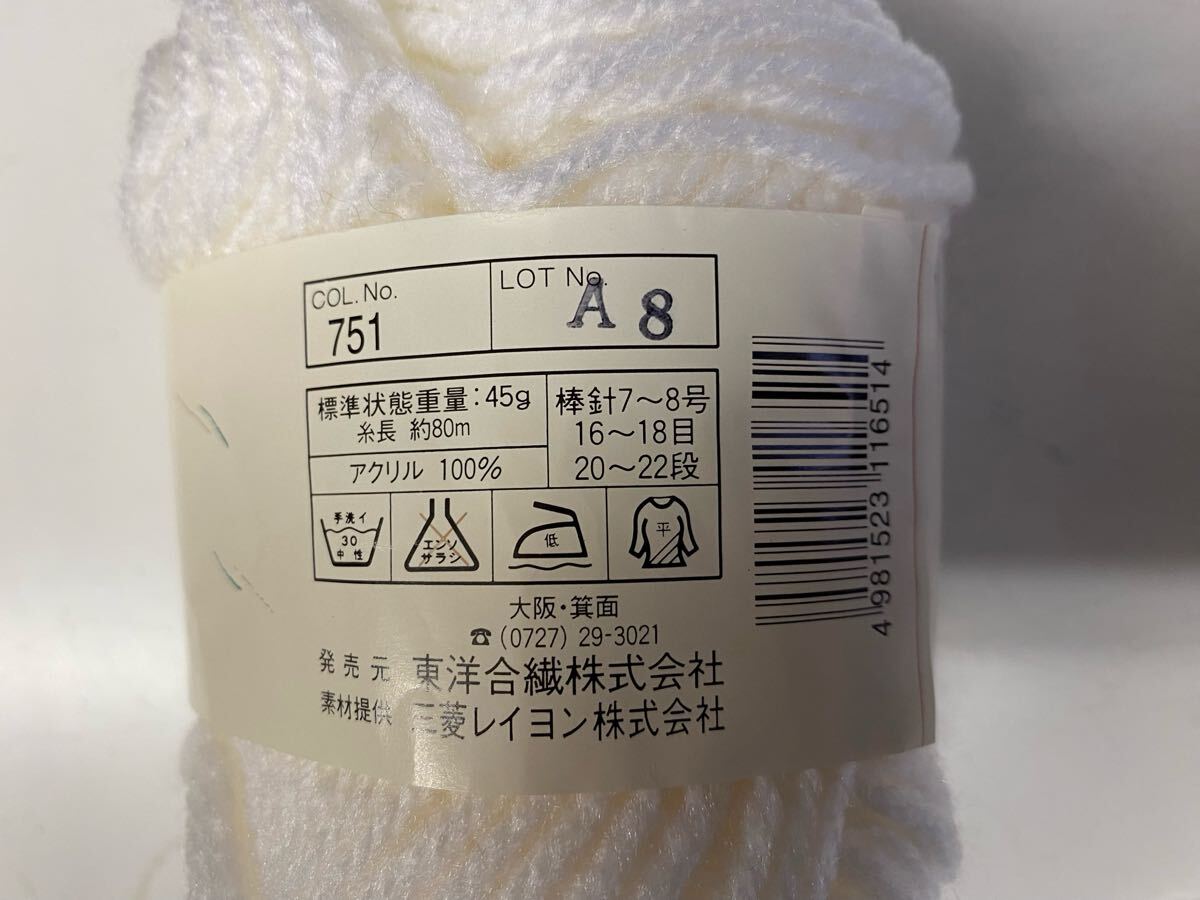 COL. No.
751
LOT No.
A 8
標準状態重量:45g
糸長 約80m
アクリル 100%
棒針7〜8号
16〜18目
20〜22段
手洗イ
30
中性
エンソ
サラシ
低
平
大阪・箕面
☎ (0727) 29-3021
発売元 東洋合繊株式会社
素材提供 三菱レイヨン株式会社
4 981523 116514